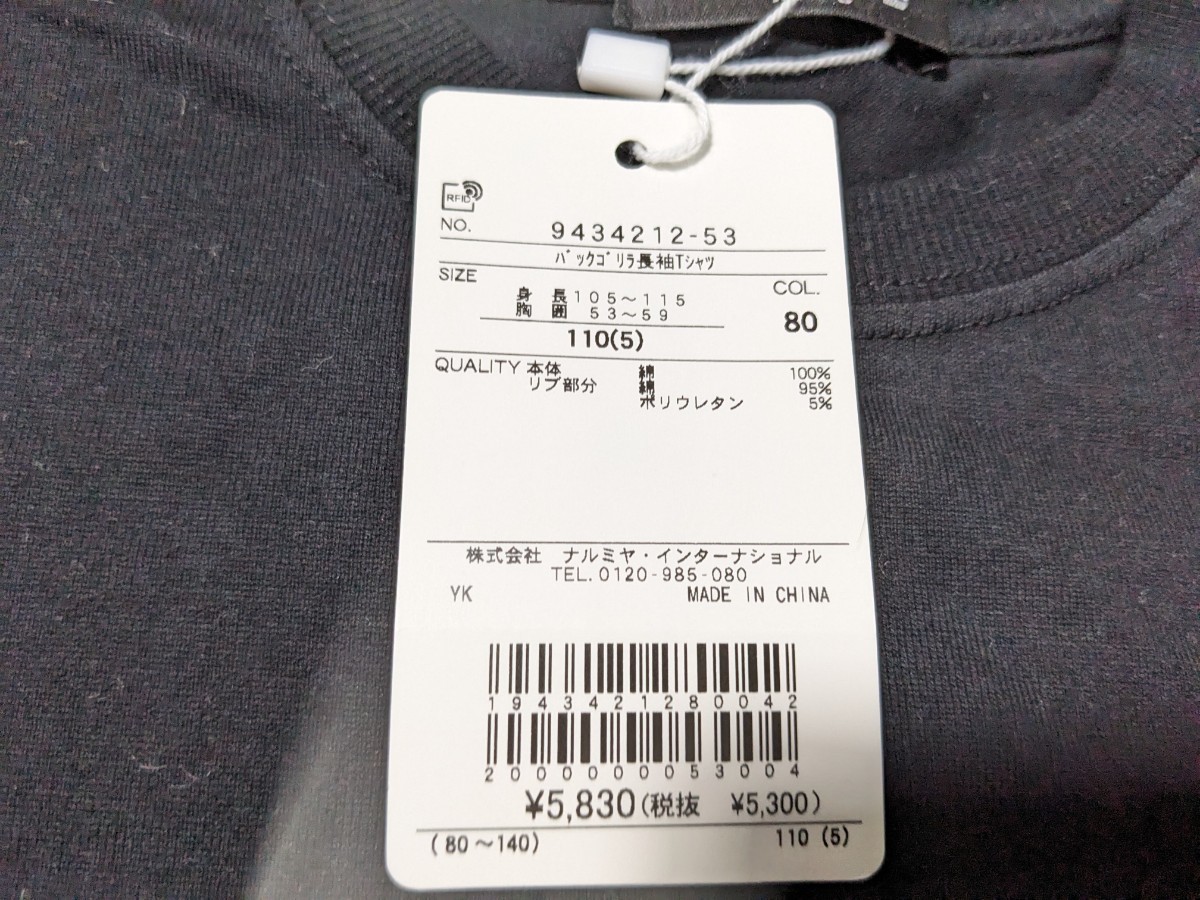 RFID
NO. 9434212-53
バックゴリラ長袖Tシャツ
SIZE
COL.
身 長 105～115
胸 囲 53～59
80
110(5)
QUALITY 本体 綿 100%
リブ部分 綿 95%
ポリウレタン 5%
株式会社 ナルミヤ・インターナショナル
TEL.0120-985-080
YK MADE IN CHINA
1943421280042
2000000053004
¥5,830(税抜 ¥5,300)
(80～140) 110 (5)